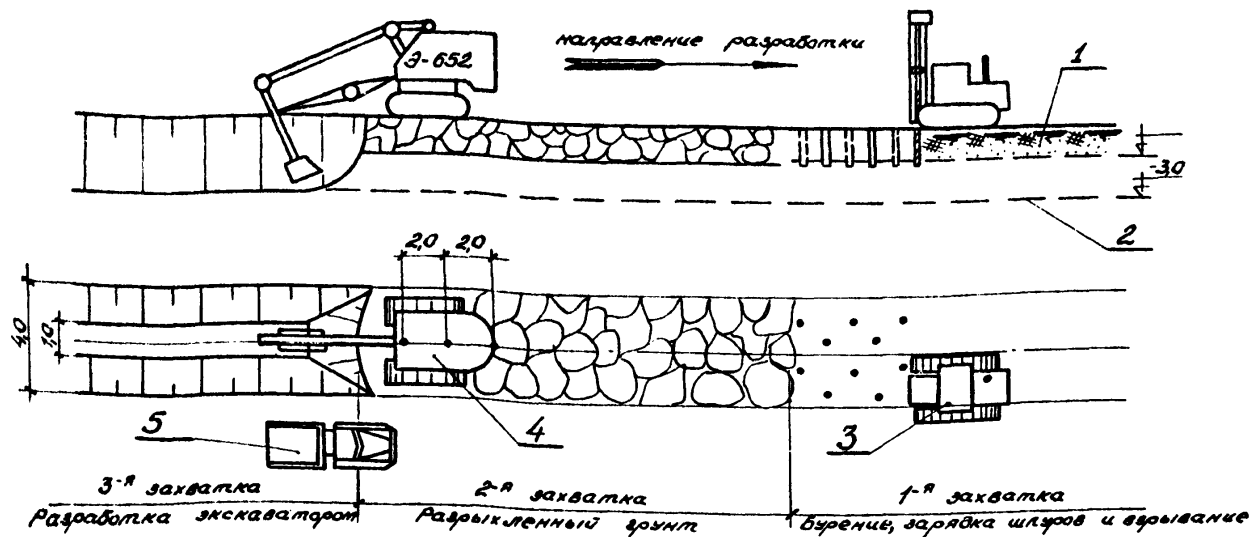 Э-652
направление разработки
1
-3,0
2
2,0 2,0
4,0
1,0
5
4
3
3-я захватка
Разработка экскаватором
2-я захватка
Разрыхленный грунт
1-я захватка
Бурение, зарядка шпуров и взрывание